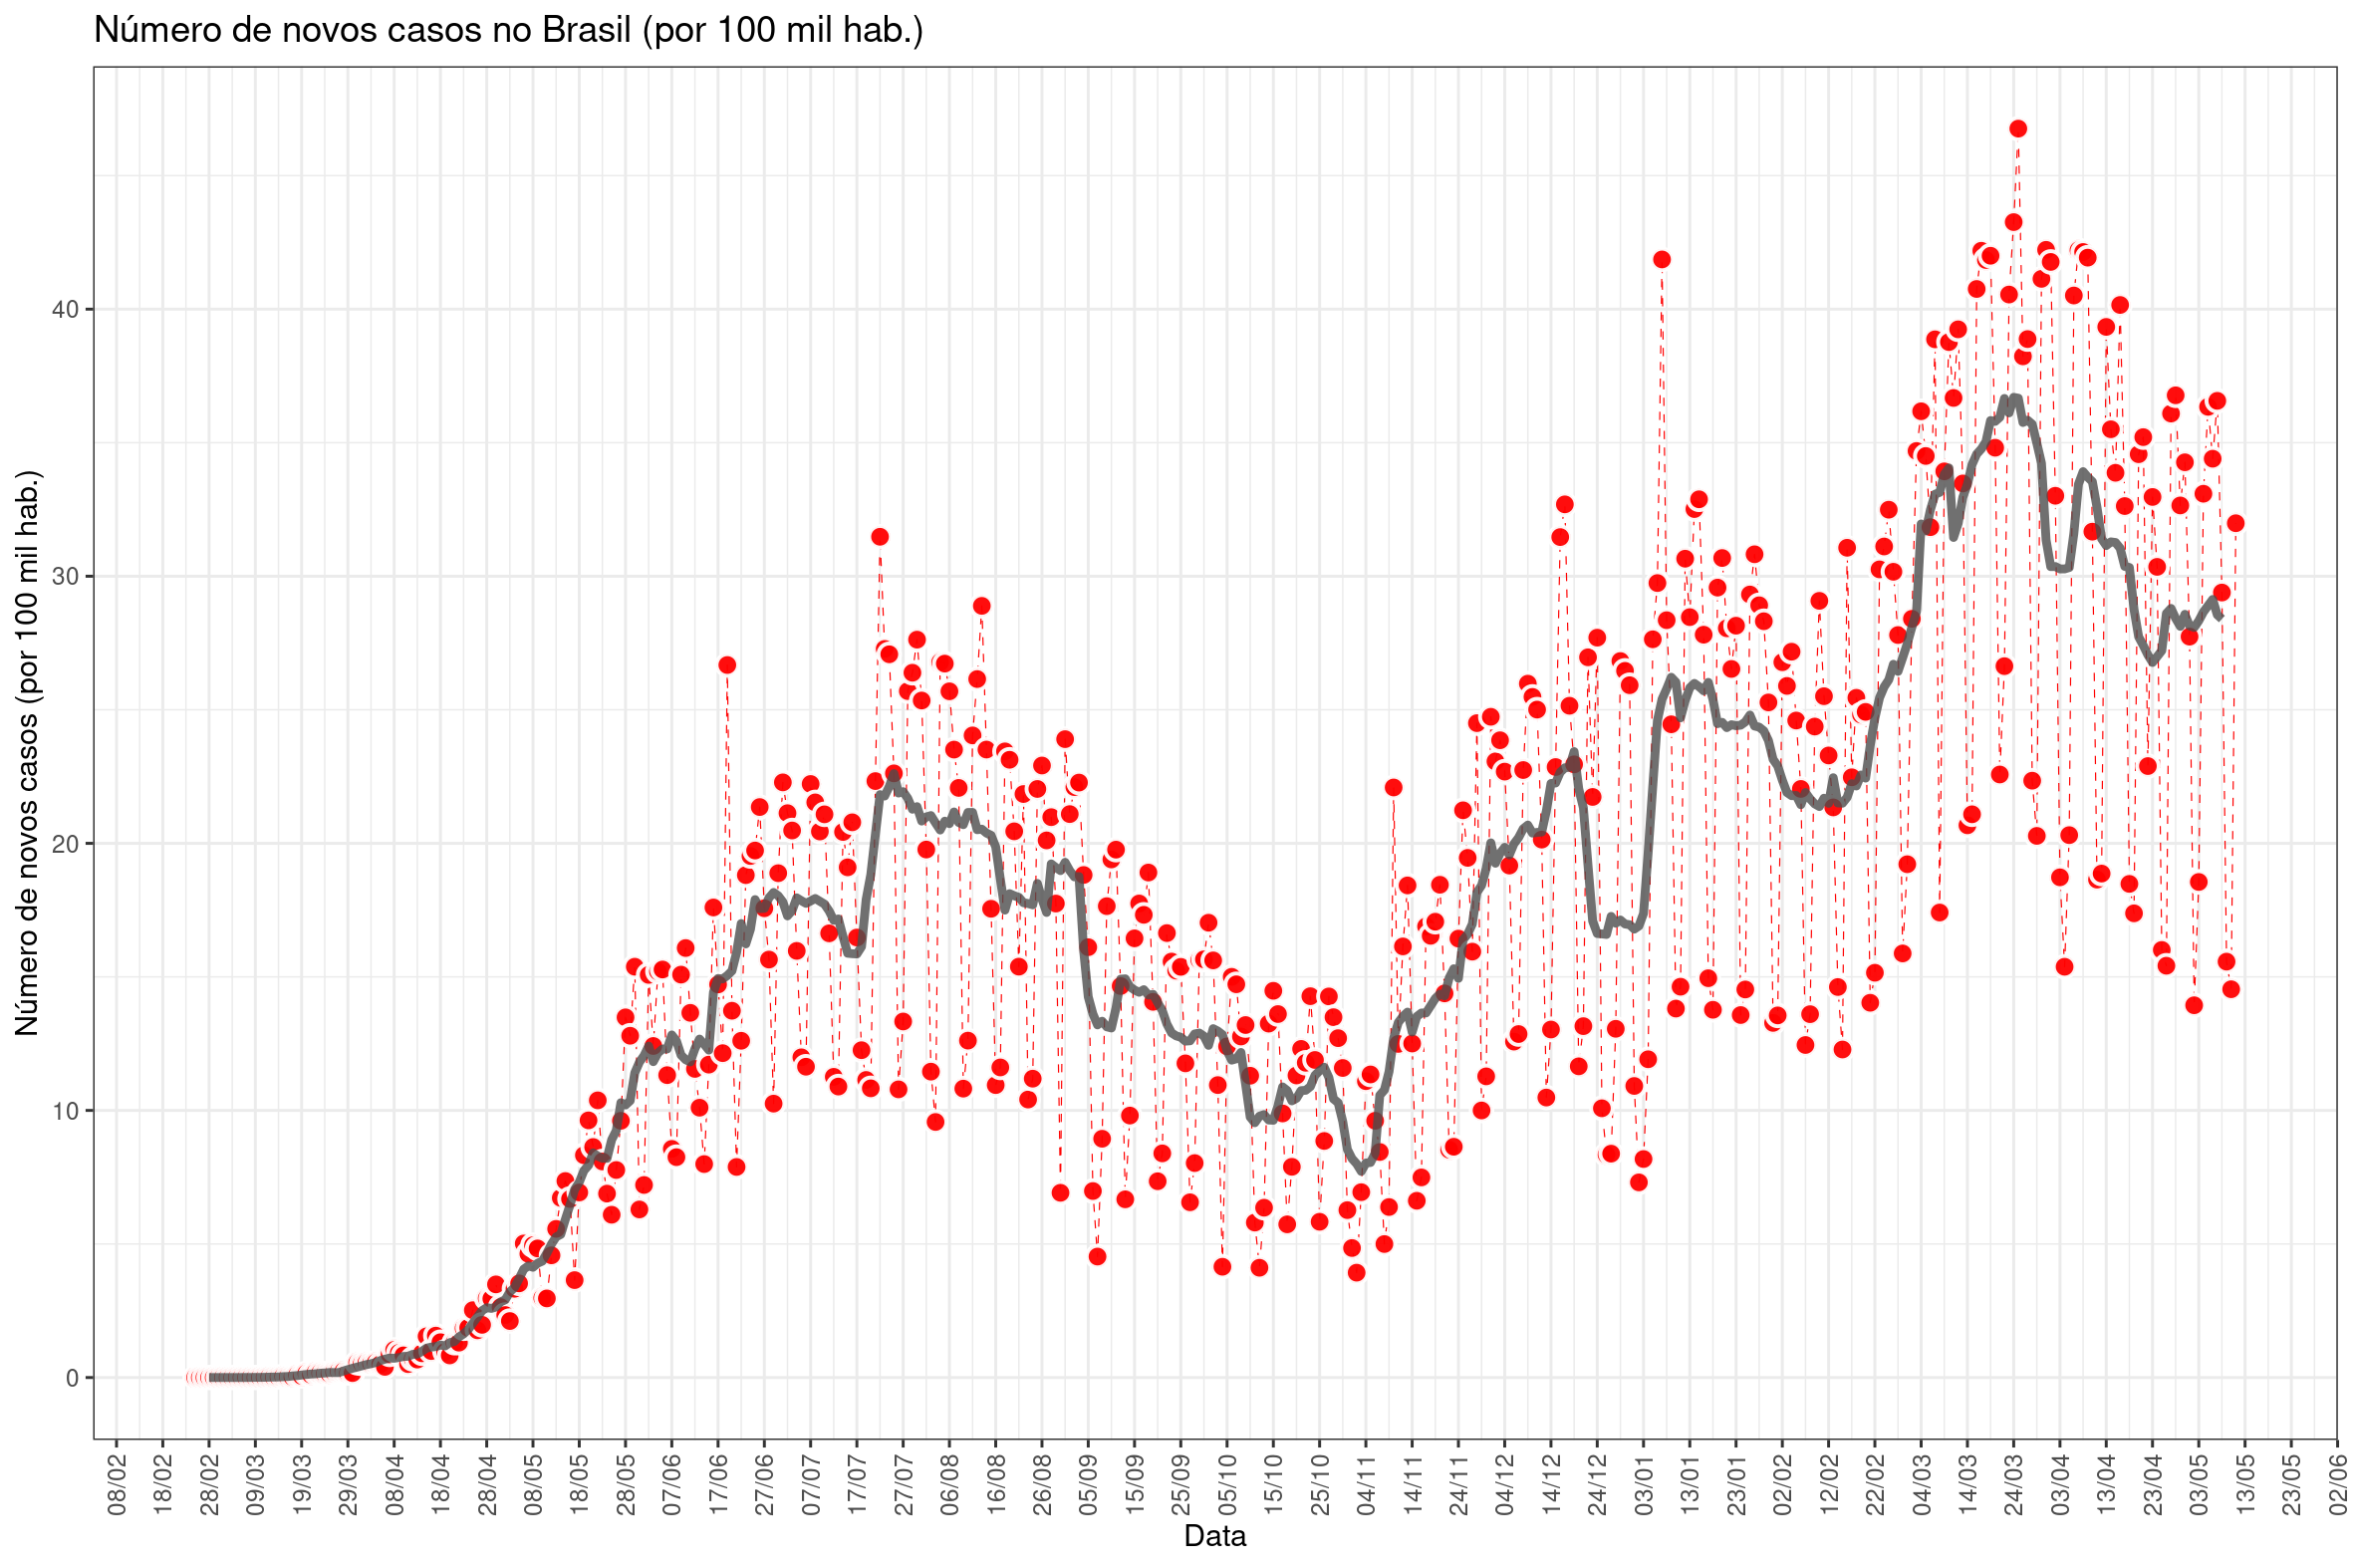 Número de novos casos no Brasil (por 100 mil hab.)
Número de novos casos (por 100 mil hab.)
40
30
20
10
0
08/02 18/02 28/02 09/03 19/03 29/03 08/04 18/04 28/04 08/05 18/05 28/05 07/06 17/06 27/06 07/07 17/07 27/07 06/08 16/08 26/08 05/09 15/09 25/09 05/10 15/10 25/10 04/11 14/11 24/11 04/12 14/12 24/12 03/01 13/01 23/01 02/02 12/02 22/02 04/03 14/03 24/03 03/04 13/04 23/04 03/05 13/05 23/05 02/06
Data